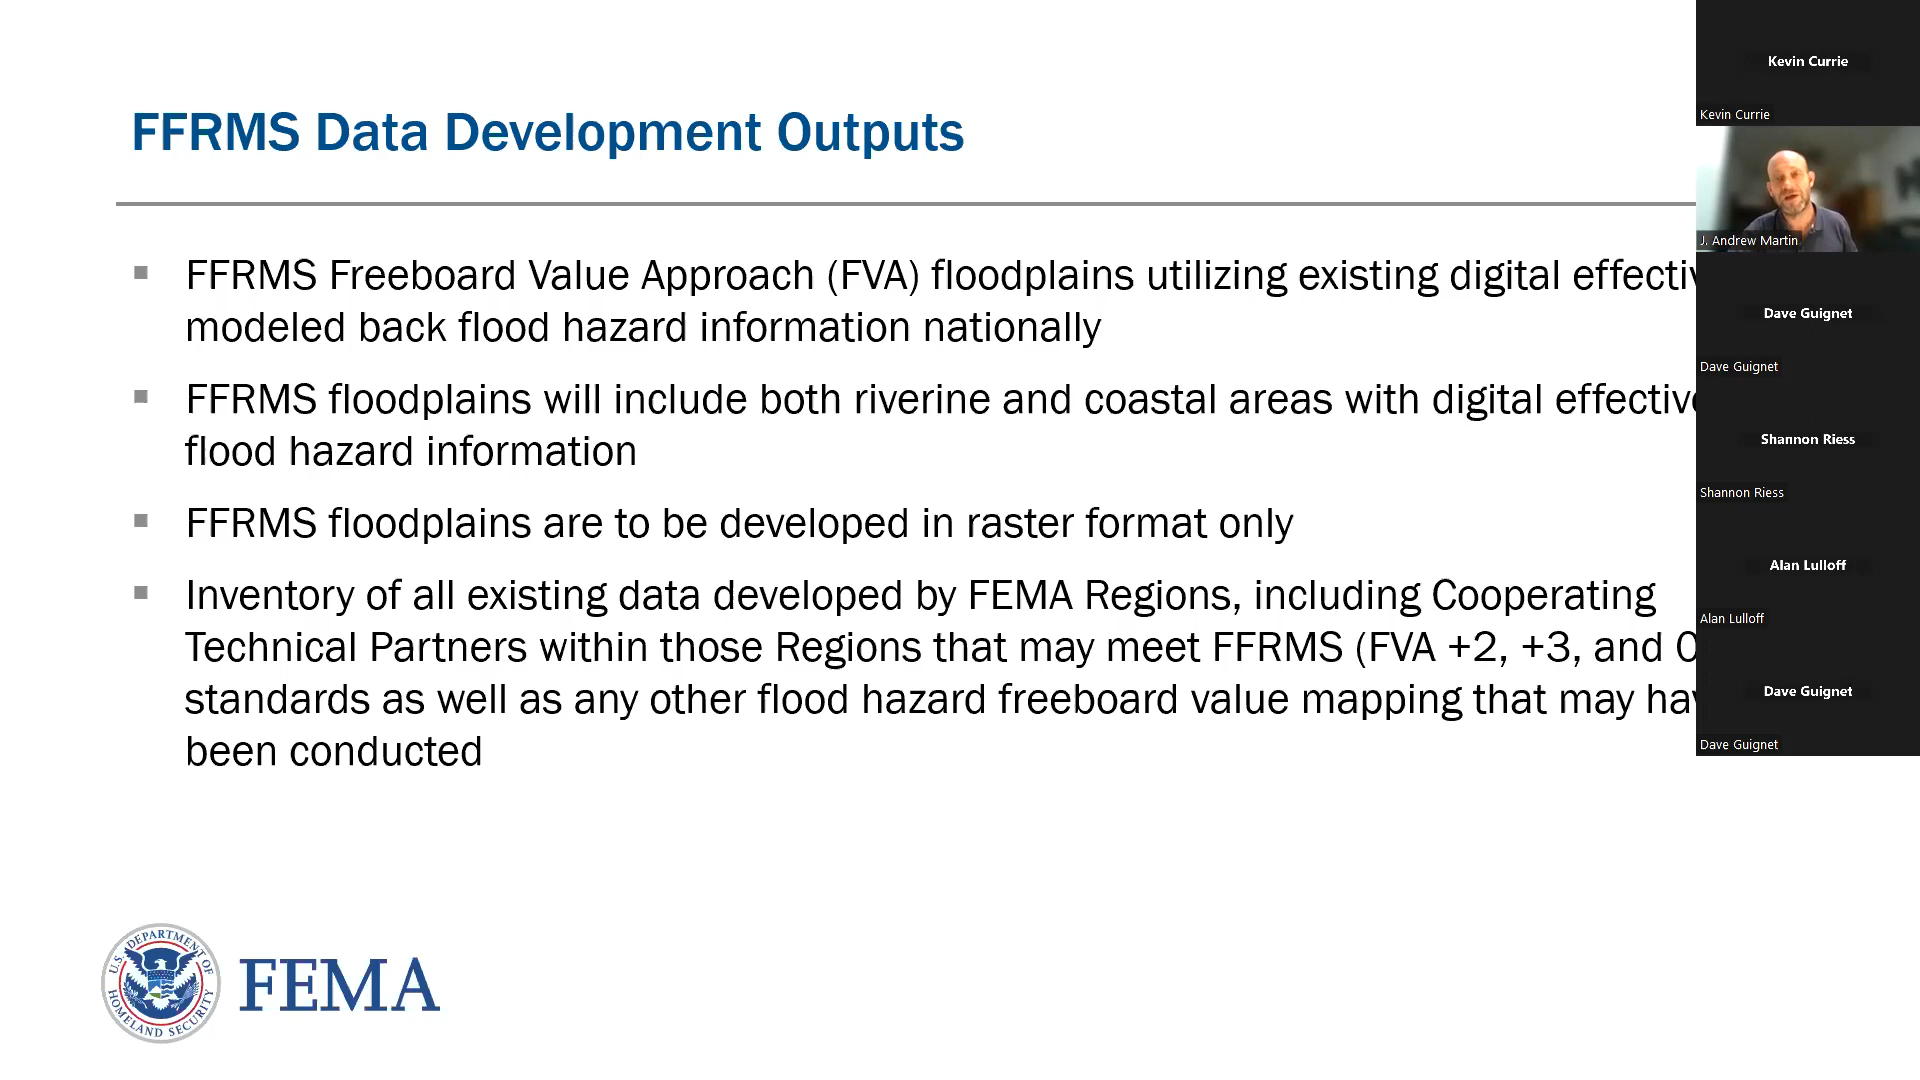 FFRMS Data Development Outputs
FFRMS Freeboard Value Approach (FVA) floodplains utilizing existing digital
modeled back flood hazard information nationally
FFRMS floodplains will include both riverine and coastal areas with digital effective
flood hazard information
FFRMS floodplains are to be developed in raster format only
Inventory of all existing data developed by FEMA Regions, including Cooperating
Technical Partners within those Regions that may meet FFRMS (FVA +2, +3, and
standards as well as any other flood hazard freeboard value mapping that may
been conducted
U.S. DEPARTMENT OF
HOMELAND SECURITY
FEMA
Kevin Currie
Kevin Currie
J. Andrew Martin
Dave Guignet
Dave Guignet
Shannon Riess
Shannon Riess
Alan Lulloff
Alan Lulloff
Dave Guignet
Dave Guignet